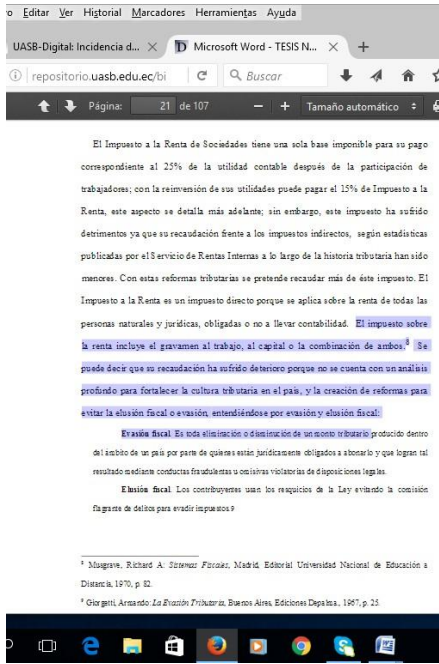 Editar Ver Historial Marcadores Herramientas Ayuda
UASB-Digital: Incidencia d... × Microsoft Word - TESIS N... × +
repositorio.uasb.edu.ec/bi Buscar
Página: 21 de 107 − + Tamaño automático
El Impuesto a la Renta de Sociedades tiene una sola base imponible para su pago
correspondiente al 25% de la utilidad contable después de la participación de
trabajadores; con la reinversión de sus utilidades puede pagar el 15% de Impuesto a la
Renta, este aspecto se detalla más adelante; sin embargo, este impuesto ha sufrido
detrimentos ya que su recaudación frente a los impuestos indirectos, según estadísticas
publicadas por el Servicio de Rentas Internas a lo largo de la historia tributaria han sido
menores. Con estas reformas tributarias se pretende recaudar más de éste impuesto. El
Impuesto a la Renta es un impuesto directo porque se aplica sobre la renta de todas las
personas naturales y jurídicas, obligadas o no a llevar contabilidad. El impuesto sobre
la renta incluye el gravamen al trabajo, al capital o la combinación de ambos.8 Se
puede decir que su recaudación ha sufrido deterioro porque no se cuenta con un análisis
profundo para fortalecer la cultura tributaria en el país, y la creación de reformas para
evitar la elusión fiscal o evasión, entendiéndose por evasión y elusión fiscal:
Evasión fiscal. Es toda eliminación o disminución de un monto tributario producido dentro
del ámbito de un país por parte de quienes están jurídicamente obligados a abonarlo y que logran tal
resultado mediante conductas fraudulentas u omisivas violatorias de disposiciones legales.
Elusión fiscal. Los contribuyentes usan los resquicios de la Ley evitando la comisión
flagrante de delitos para evadir impuestos.9
8 Musgrave, Richard A: Sistemas Fiscales, Madrid, Editorial Universidad Nacional de Educación a
Distancia, 1970, p. 82.
9 Giorgetti, Armando: La Evasión Tributaria, Buenos Aires, Ediciones Depalma., 1967, p. 25.